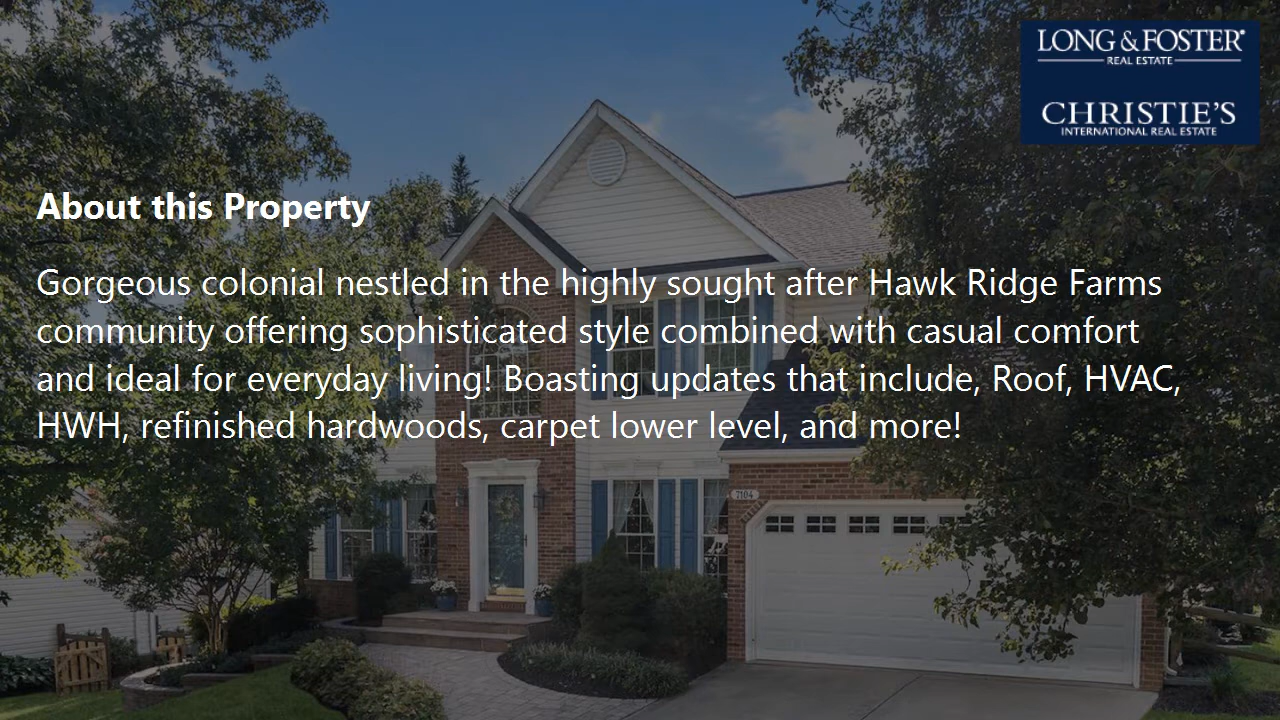 LONG & FOSTER®
REAL ESTATE
CHRISTIE'S
INTERNATIONAL REAL ESTATE
About this Property
Gorgeous colonial nestled in the highly sought after Hawk Ridge Farms
community offering sophisticated style combined with casual comfort
and ideal for everyday living! Boasting updates that include, Roof, HVAC,
HWH, refinished hardwoods, carpet lower level, and more!
7104